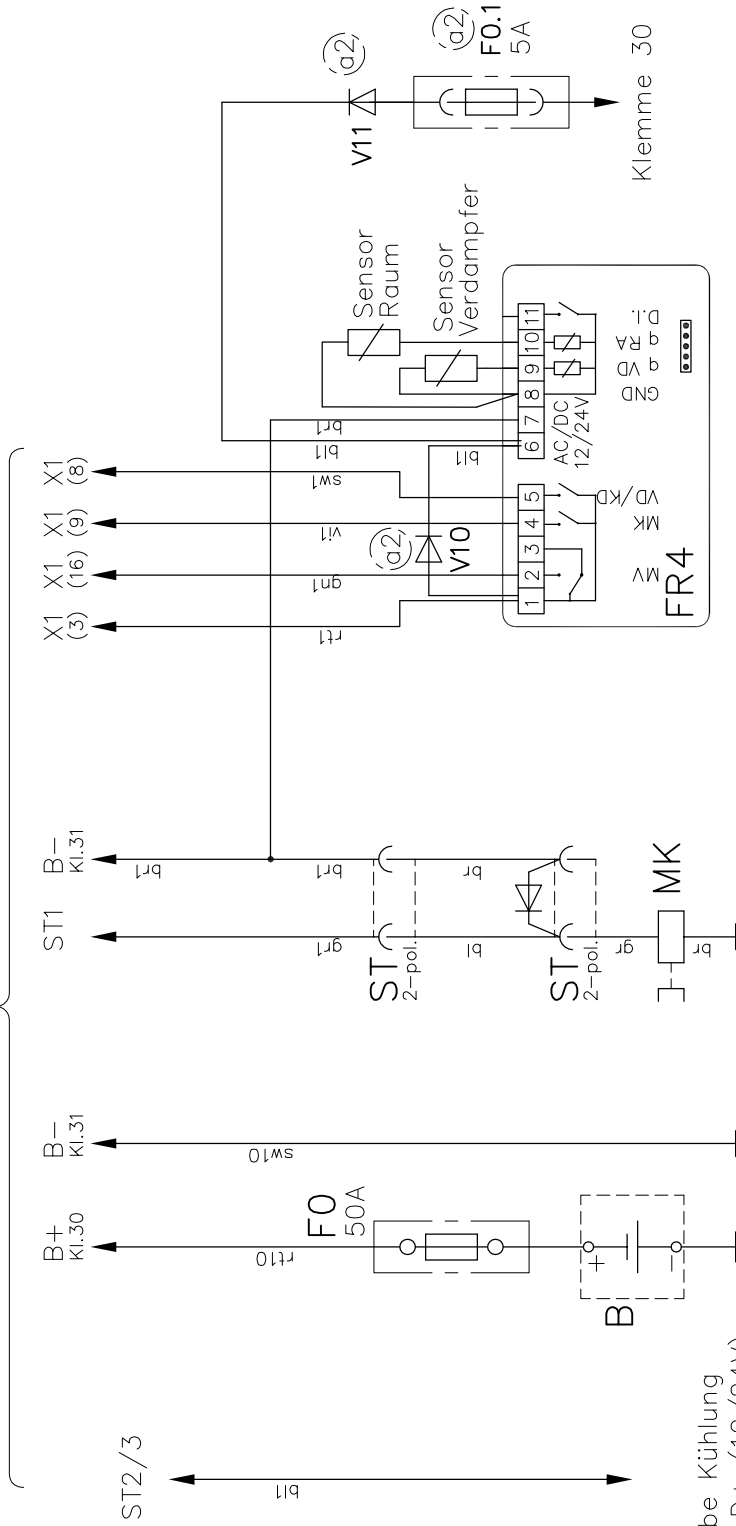 ST2/3
bl1
be Kühlung
(12/24V)
B+
Kl.30
rt10
F0
50A
+
−
B
B−
Kl.31
sw10
ST1
gr1
ST
2-pol.
bl
ST
2-pol.
gr
MK
br
B−
Kl.31
br1
br1
br
X1
(3)
rt1
X1
(16)
gn1
X1
(9)
vi1
X1
(8)
sw1
bl1
br1
a2
V10
bl1
Sensor
Raum
Sensor
Verdampfer
1 2 3 4 5
6 7 8 9 10 11
AC/DC
12/24V
MV
MK
VD/KD
GND
q VD
q RA
D.I.
FR4
a2
V11
a2
F0.1
5A
Klemme 30